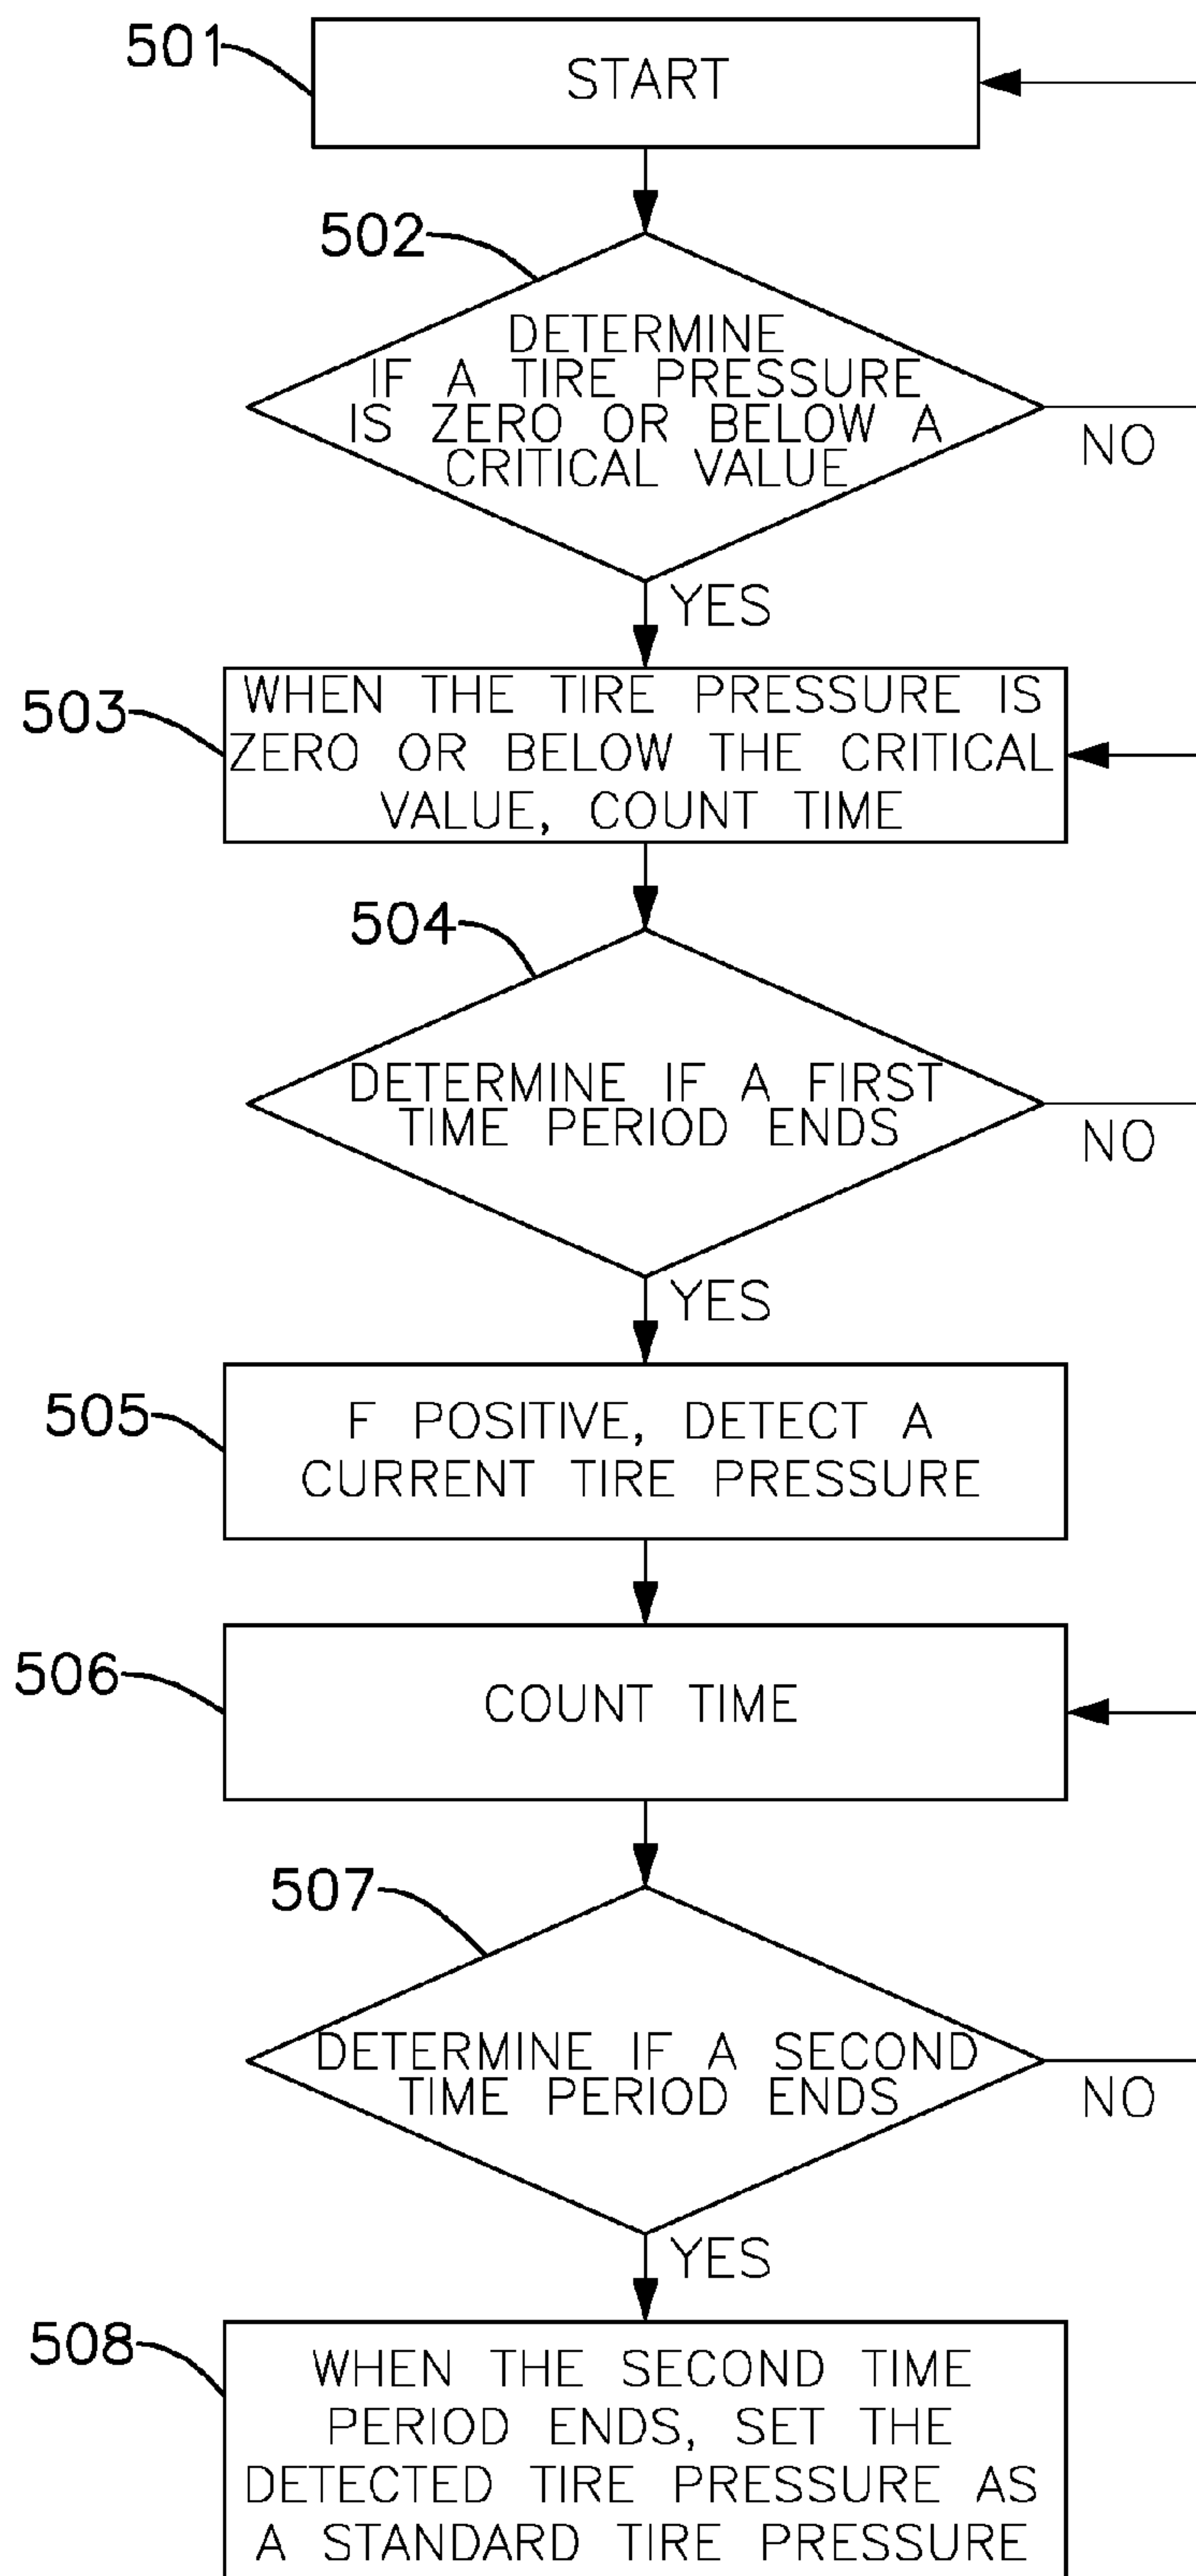 501
START
502
DETERMINE
IF A TIRE PRESSURE
IS ZERO OR BELOW A
CRITICAL VALUE
NO
YES
503
WHEN THE TIRE PRESSURE IS
ZERO OR BELOW THE CRITICAL
VALUE, COUNT TIME
504
DETERMINE IF A FIRST
TIME PERIOD ENDS
NO
YES
505
F POSITIVE, DETECT A
CURRENT TIRE PRESSURE
506
COUNT TIME
507
DETERMINE IF A SECOND
TIME PERIOD ENDS
NO
YES
508
WHEN THE SECOND TIME
PERIOD ENDS, SET THE
DETECTED TIRE PRESSURE AS
A STANDARD TIRE PRESSURE